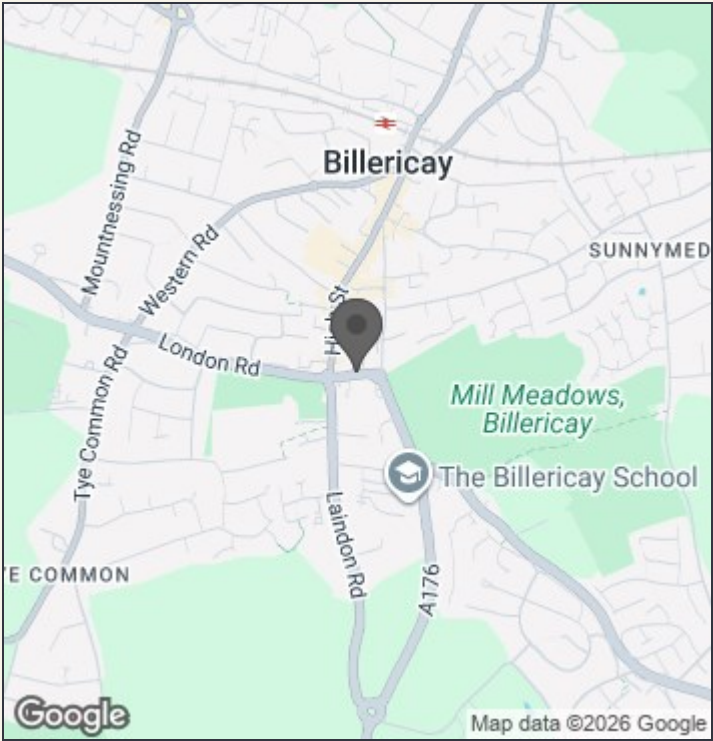 Billericay
Mountnessing Rd
Western Rd
SUNNYMED
High St
London Rd
Tye Common Rd
Mill Meadows,
Billericay
The Billericay School
Laindon Rd
YE COMMON
A176
Google
Map data ©2026 Google